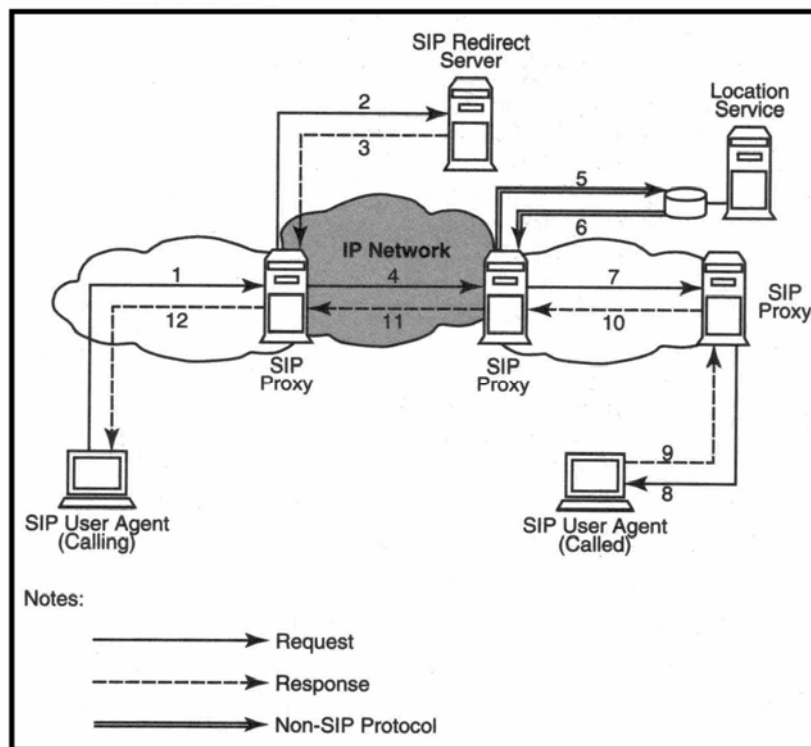 SIP Redirect
Server
Location
Service
2
3
5
6
IP Network
1
4
7
12
11
10
SIP
Proxy
SIP
Proxy
SIP
Proxy
9
8
SIP User Agent
(Calling)
SIP User Agent
(Called)
Notes:
Request
Response
Non-SIP Protocol